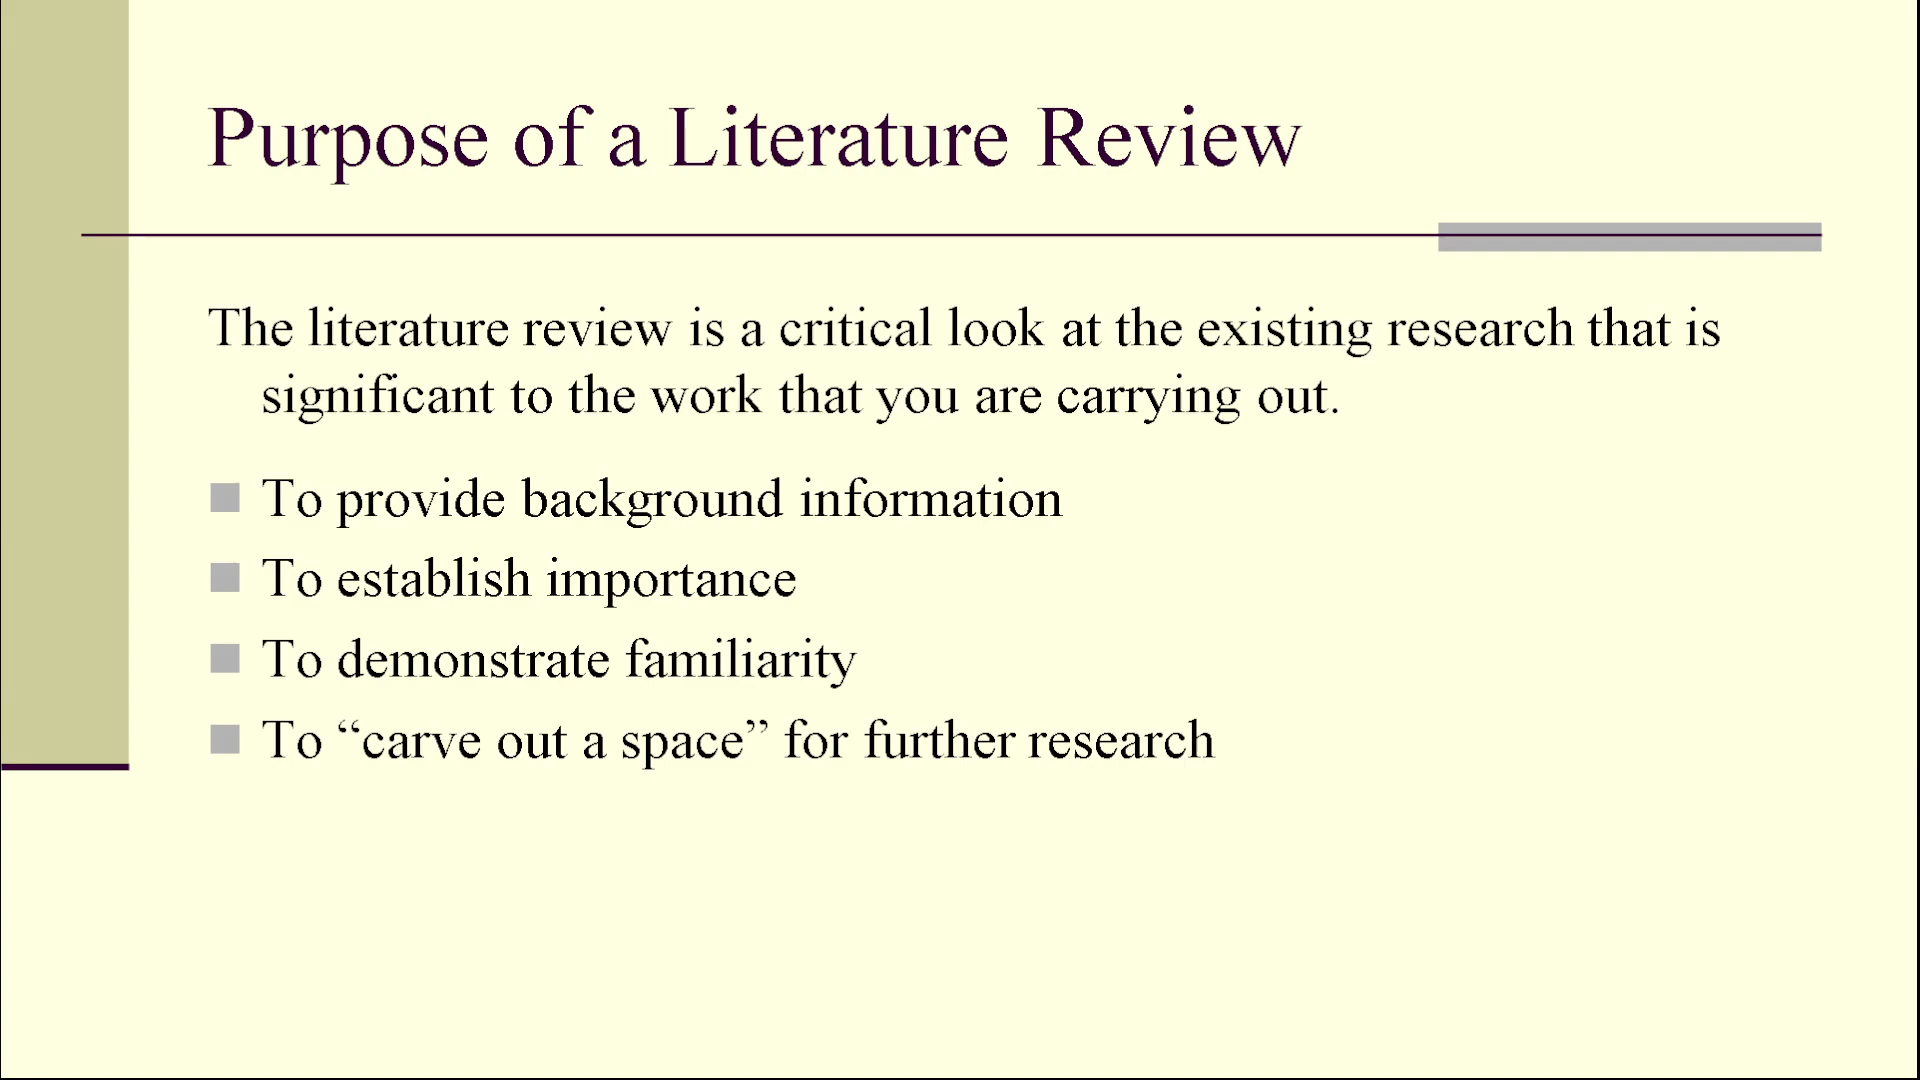 Purpose of a Literature Review
The literature review is a critical look at the existing research that is
significant to the work that you are carrying out.
To provide background information
To establish importance
To demonstrate familiarity
To “carve out a space” for further research